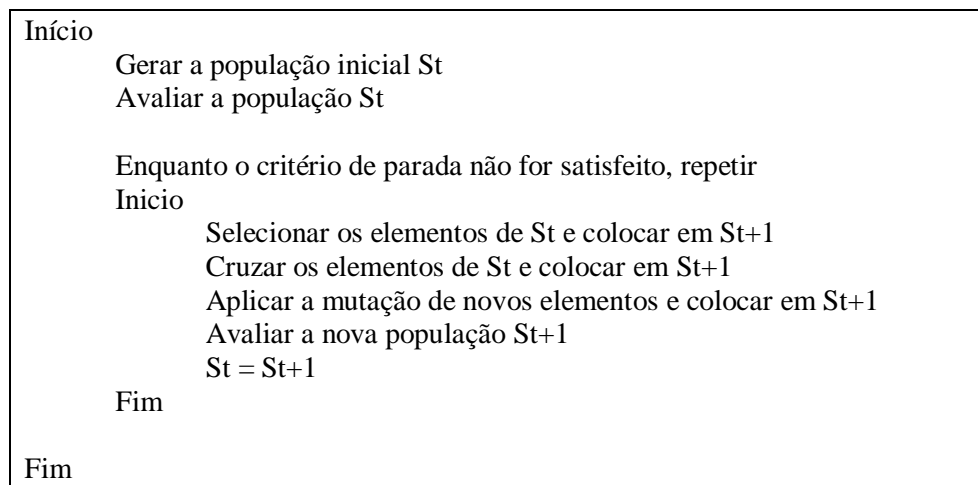 Início
Gerar a população inicial St
Avaliar a população St
Enquanto o critério de parada não for satisfeito, repetir
Inicio
Selecionar os elementos de St e colocar em St+1
Cruzar os elementos de St e colocar em St+1
Aplicar a mutação de novos elementos e colocar em St+1
Avaliar a nova população St+1
St = St+1
Fim
Fim